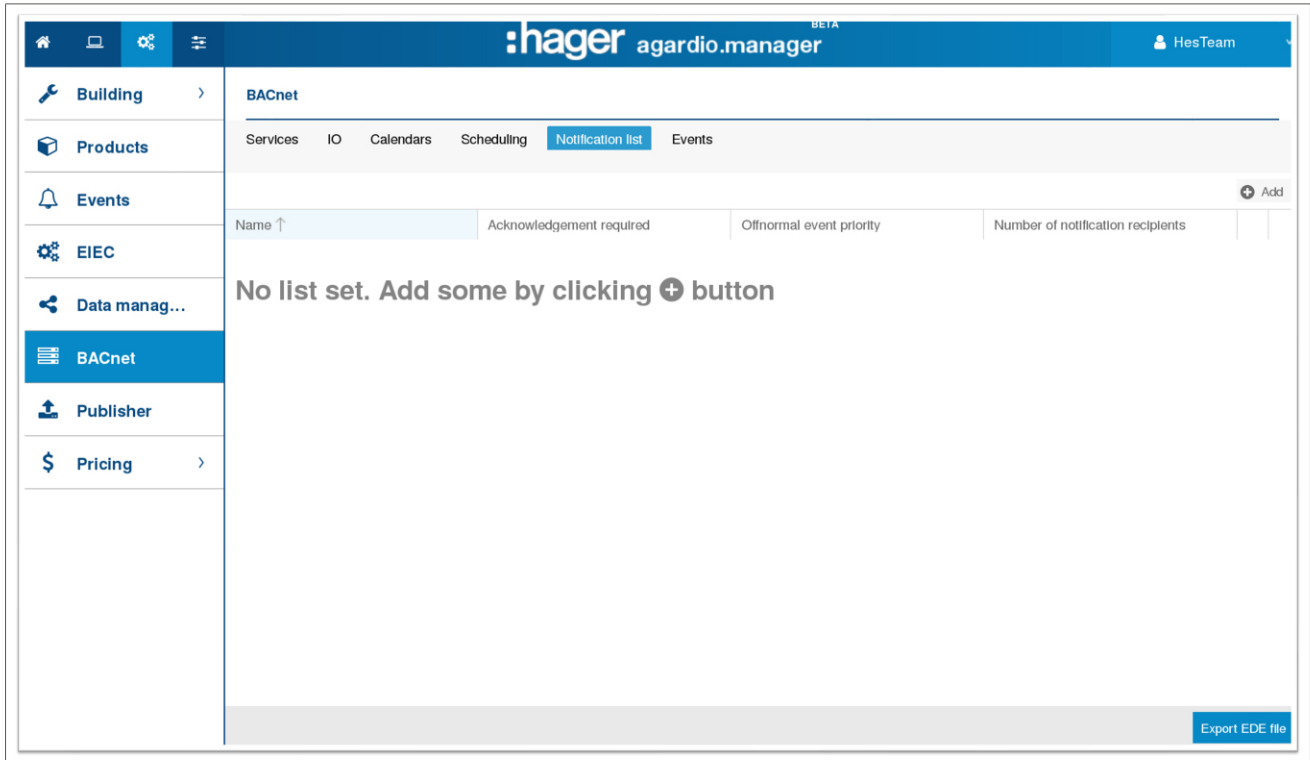 BETA
:hager agardio.manager
HesTeam
Building
Products
Events
EIEC
Data manag...
BACnet
Publisher
Pricing
BACnet
Services IO Calendars Scheduling Notification list Events
Add
Name ↑ Acknowledgement required Offnormal event priority Number of notification recipients
No list set. Add some by clicking + button
Export EDE file